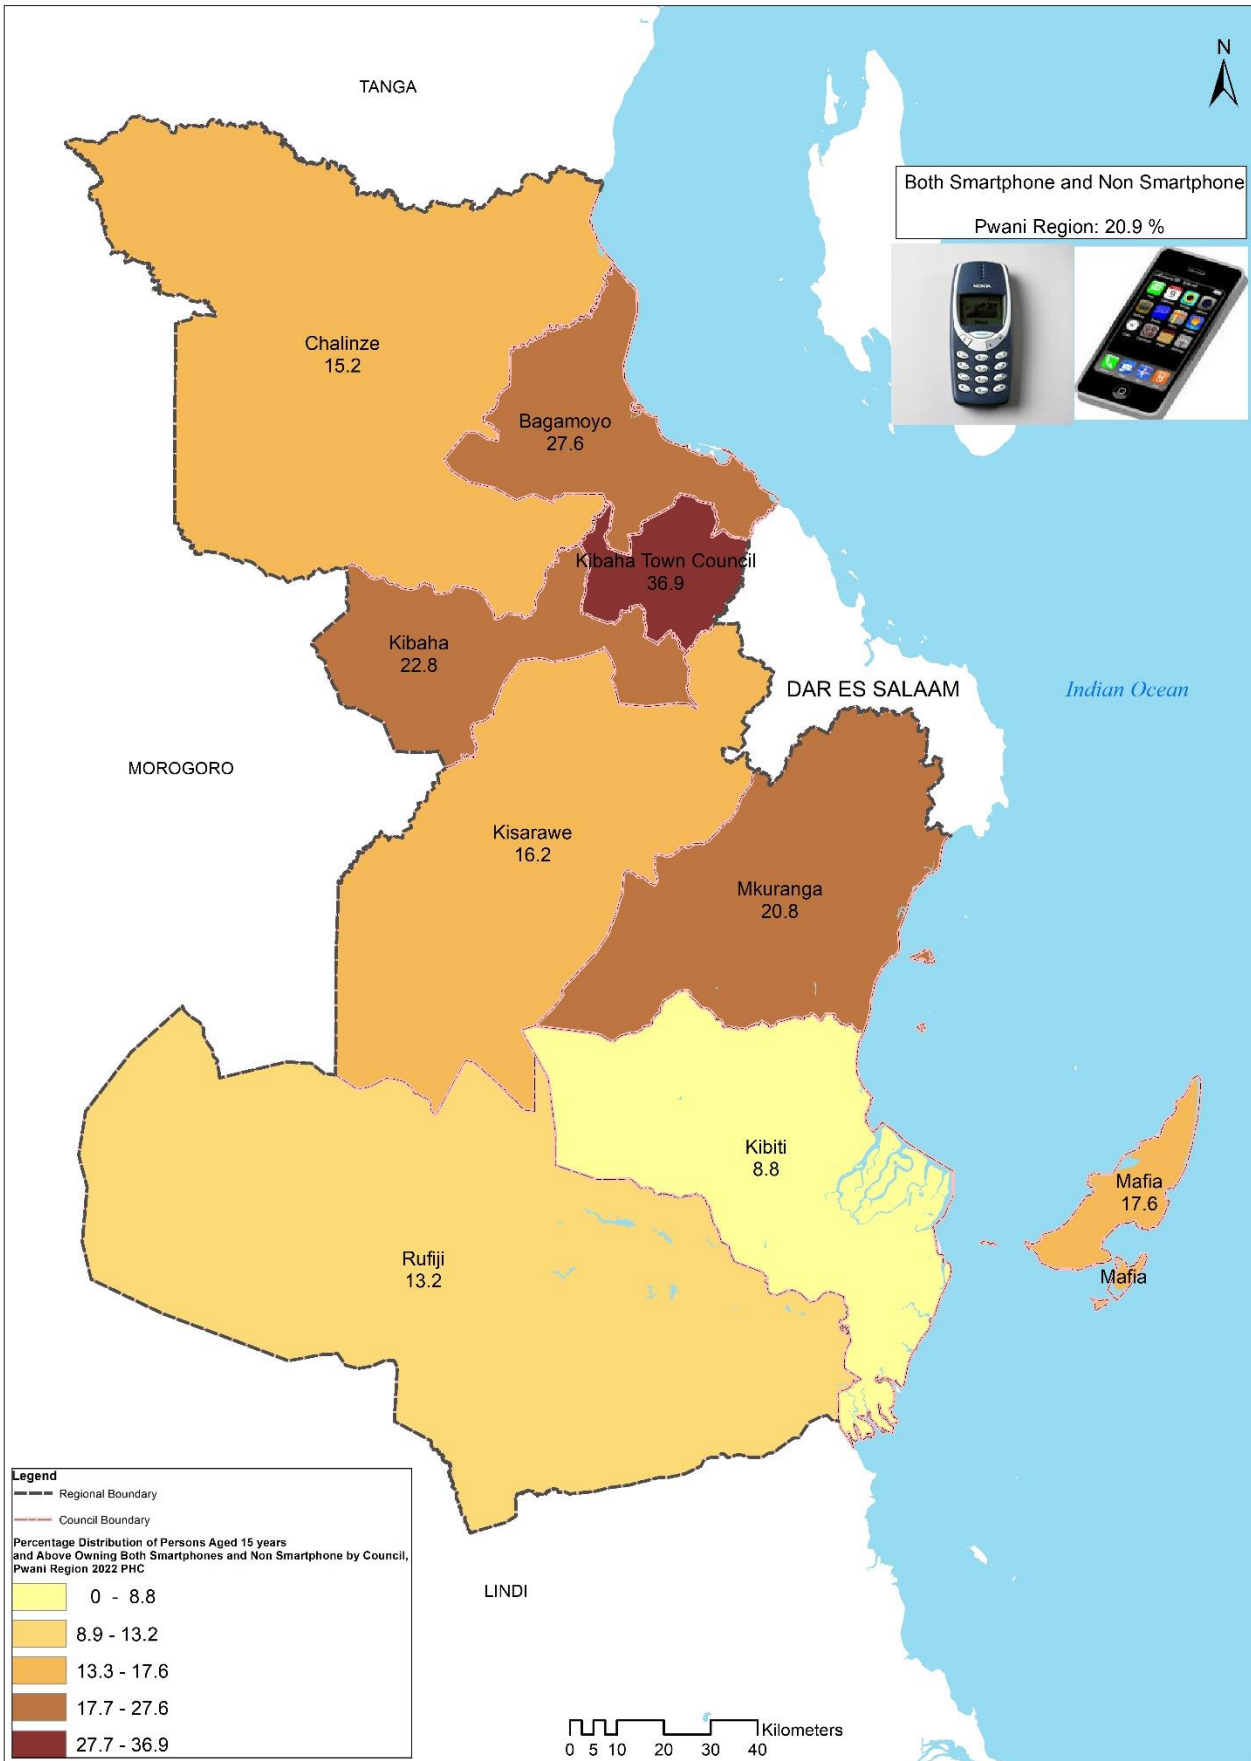 TANGA
N
Both Smartphone and Non Smartphone
Pwani Region: 20.9 %
NOKIA
Chalinze
15.2
Bagamoyo
27.6
Kibaha Town Council
36.9
Kibaha
22.8
DAR ES SALAAM
Indian Ocean
MOROGORO
Kisarawe
16.2
Mkuranga
20.8
Kibiti
8.8
Mafia
17.6
Mafia
Rufiji
13.2
LINDI
Legend
Regional Boundary
Council Boundary
Percentage Distribution of Persons Aged 15 years
and Above Owning Both Smartphones and Non Smartphone by Council,
Pwani Region 2022 PHC
0 - 8.8
8.9 - 13.2
13.3 - 17.6
17.7 - 27.6
27.7 - 36.9
Kilometers
0 5 10 20 30 40